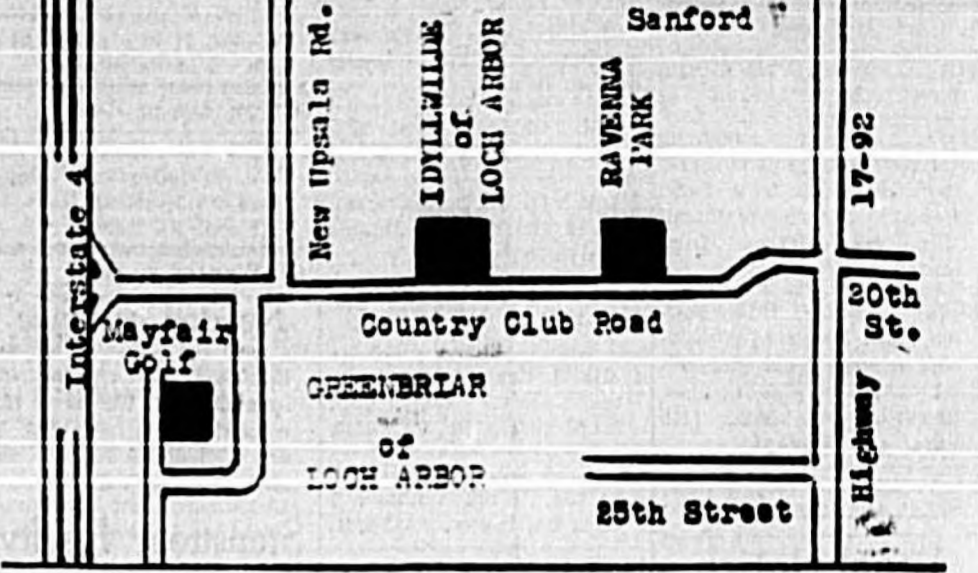 Sanford
New Upsala Rd.
IDYLLWILDE
of
LOCH ARBOR
RAVENNA
PARK
17-92
Interstate 4
Mayfair
Golf
Country Club Road
20th
St.
GREENBRIAR
of
LOCH ARBOR
25th Street
Highway